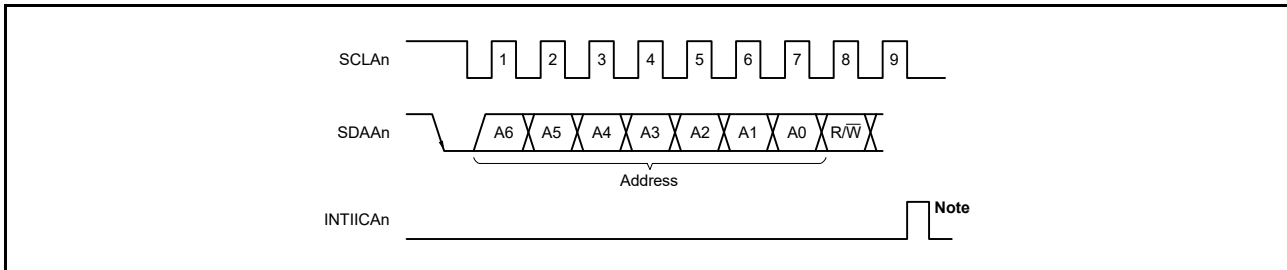 SCLAn 1 2 3 4 5 6 7 8 9
SDAAn A6 A5 A4 A3 A2 A1 A0 R/W̅
Address
INTIICAn Note